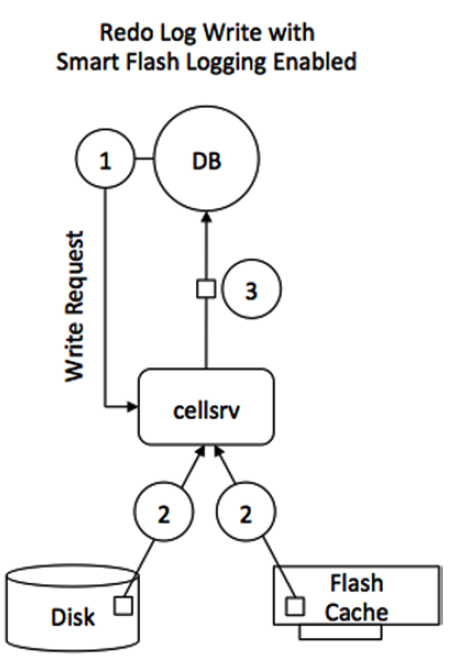 Redo Log Write with
Smart Flash Logging Enabled
1
DB
Write Request
3
cellsrv
2
2
Disk
Flash
Cache